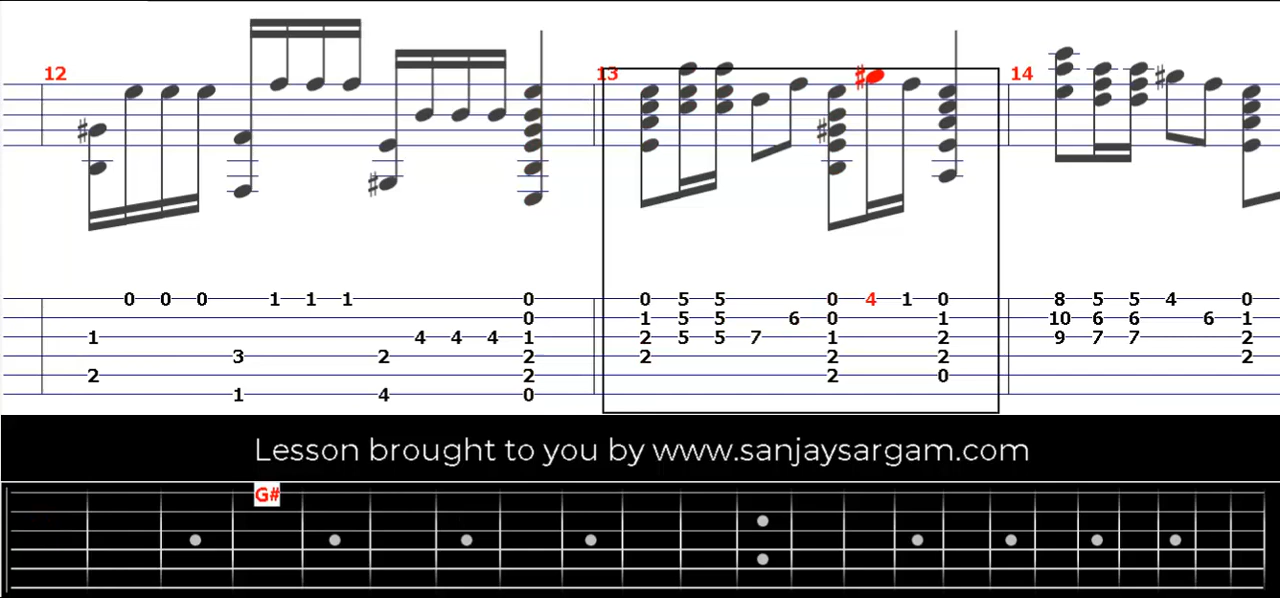 12 13 14
♯ ♯ ♯ ♯ ♯
0 0 0 1 1 1 0 0 5 5 0 4 1 0 8 5 5 4 0
0 1 5 5 6 0 1 10 6 6 6 1
1 4 4 4 1 2 5 5 7 1 2 9 7 7 2
3 2 2 2 2 2 2
2 2 2 0
1 4 0
Lesson brought to you by www.sanjaysargam.com
G#